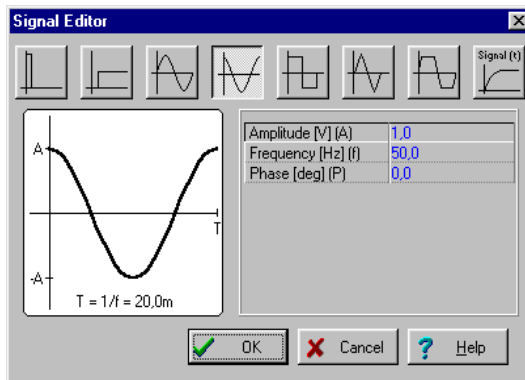 Signal Editor
Signal (t)
A
T
-A
T = 1/f = 20,0m
Amplitude [V] (A) 1,0
Frequency [Hz] (f) 50,0
Phase [deg] (P) 0,0
OK Cancel Help